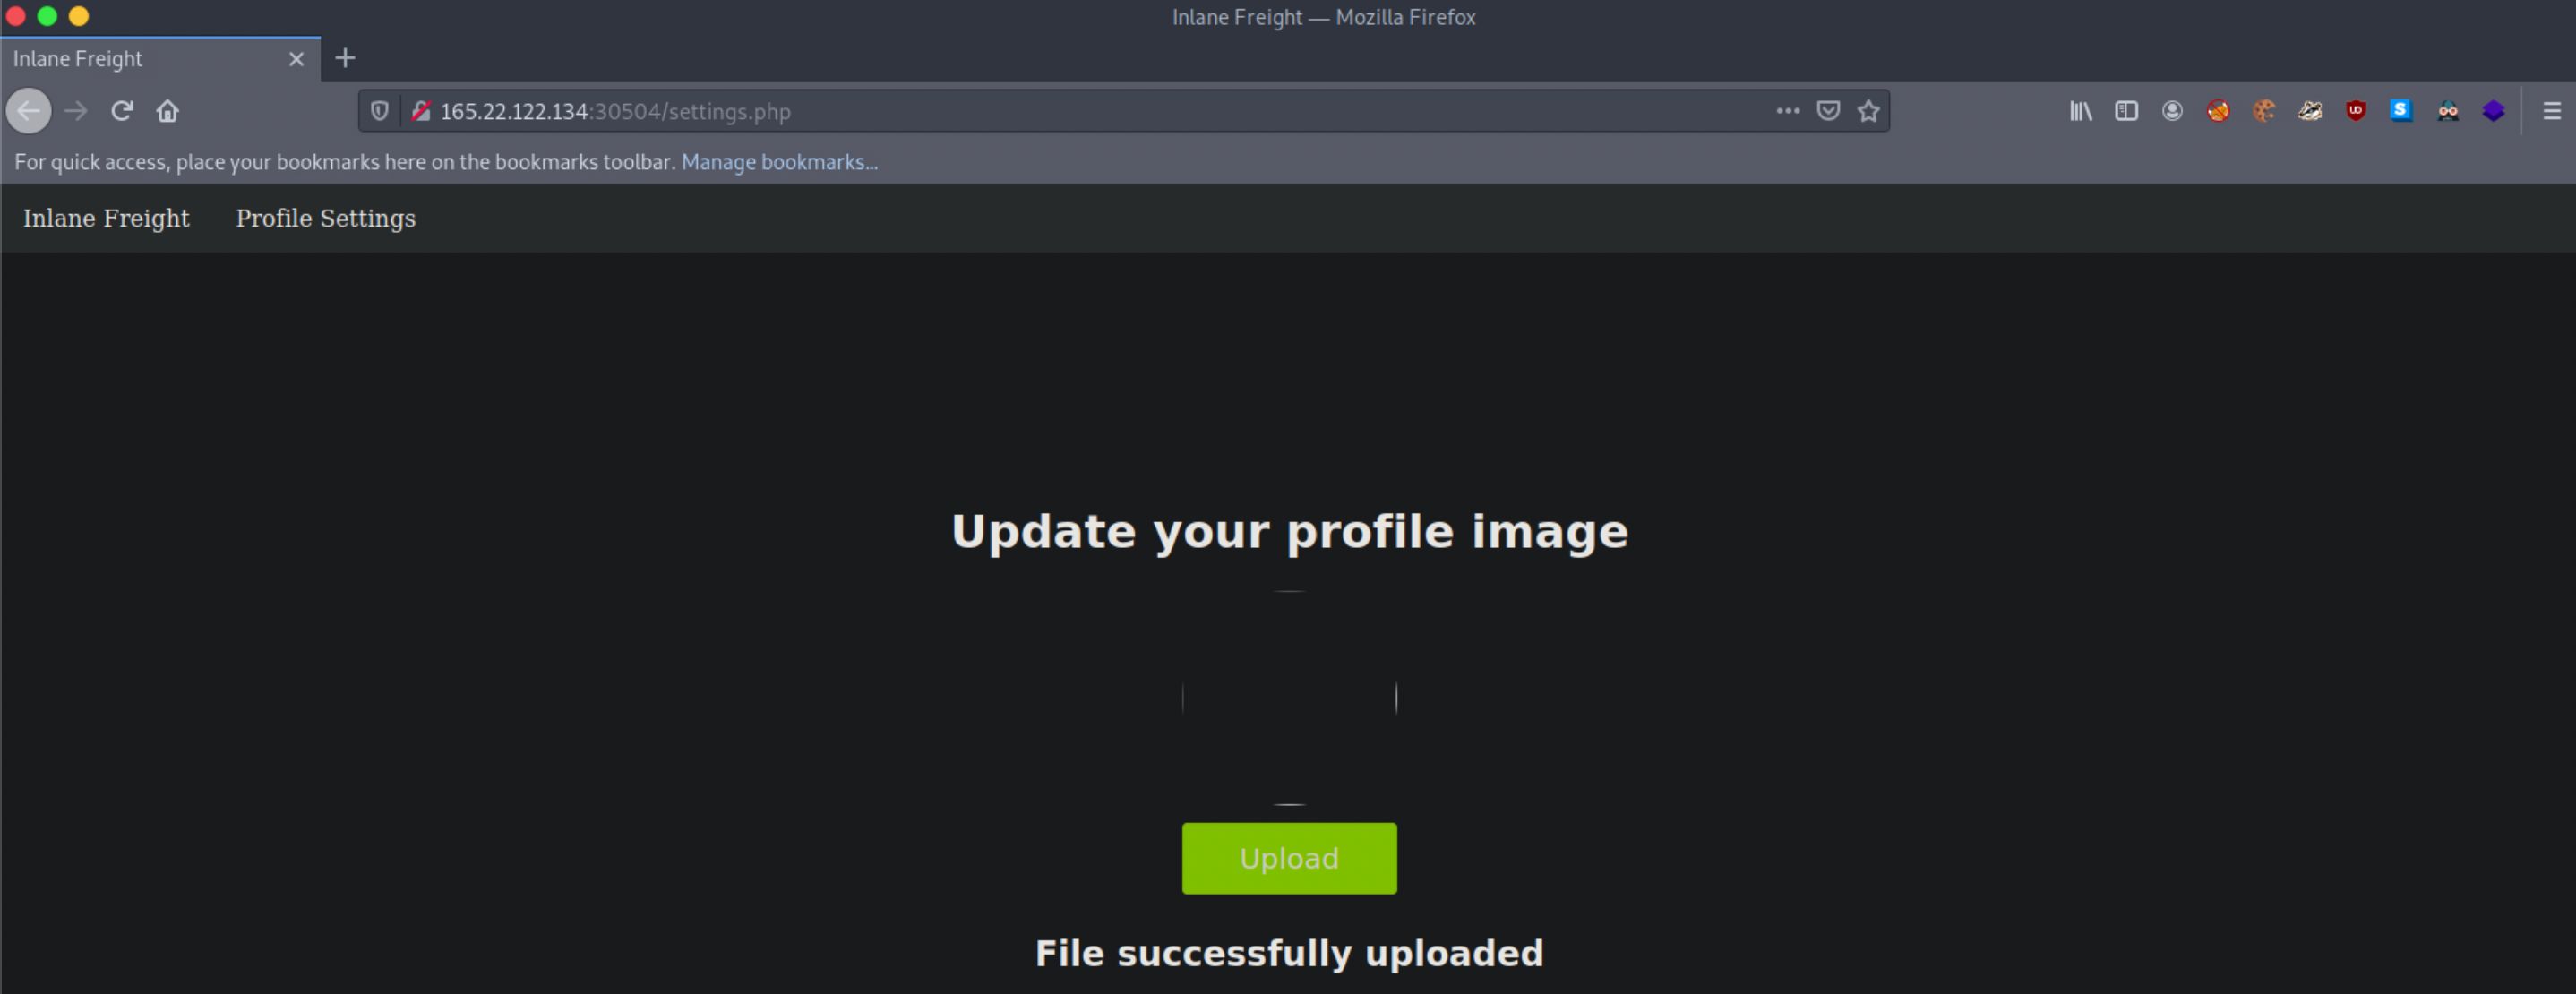 Inlane Freight — Mozilla Firefox
Inlane Freight
165.22.122.134:30504/settings.php
For quick access, place your bookmarks here on the bookmarks toolbar. Manage bookmarks...
Inlane Freight Profile Settings
Update your profile image
Upload
File successfully uploaded